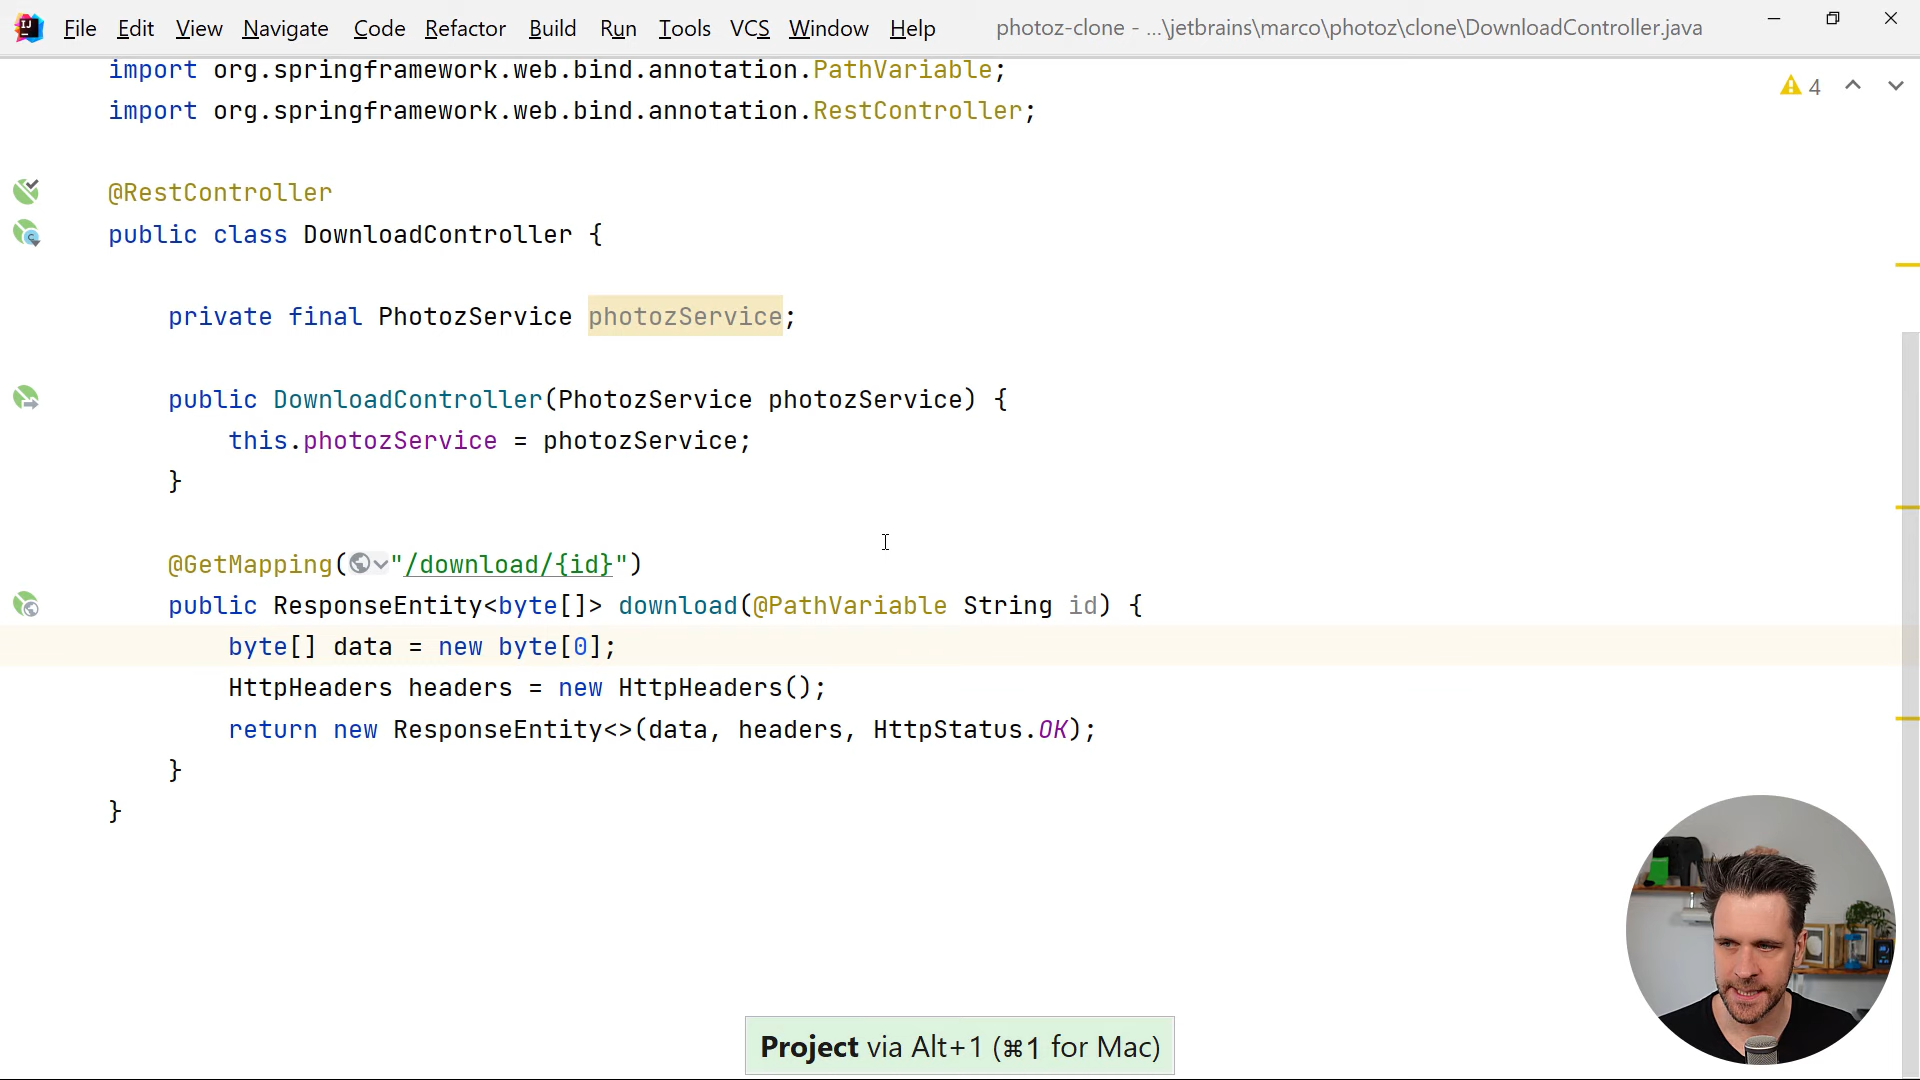 File Edit View Navigate Code Refactor Build Run Tools VCS Window Help photoz-clone - ...\jetbrains\marco\photoz\clone\DownloadController.java
import org.springframework.web.bind.annotation.PathVariable;
4
import org.springframework.web.bind.annotation.RestController;
@RestController
public class DownloadController {
private final PhotozService photozService;
public DownloadController(PhotozService photozService) {
this.photozService = photozService;
}
@GetMapping("/download/{id}")
public ResponseEntity<byte[]> download(@PathVariable String id) {
byte[] data = new byte[0];
HttpHeaders headers = new HttpHeaders();
return new ResponseEntity<>(data, headers, HttpStatus.OK);
}
}
Project via Alt+1 (⌘1 for Mac)